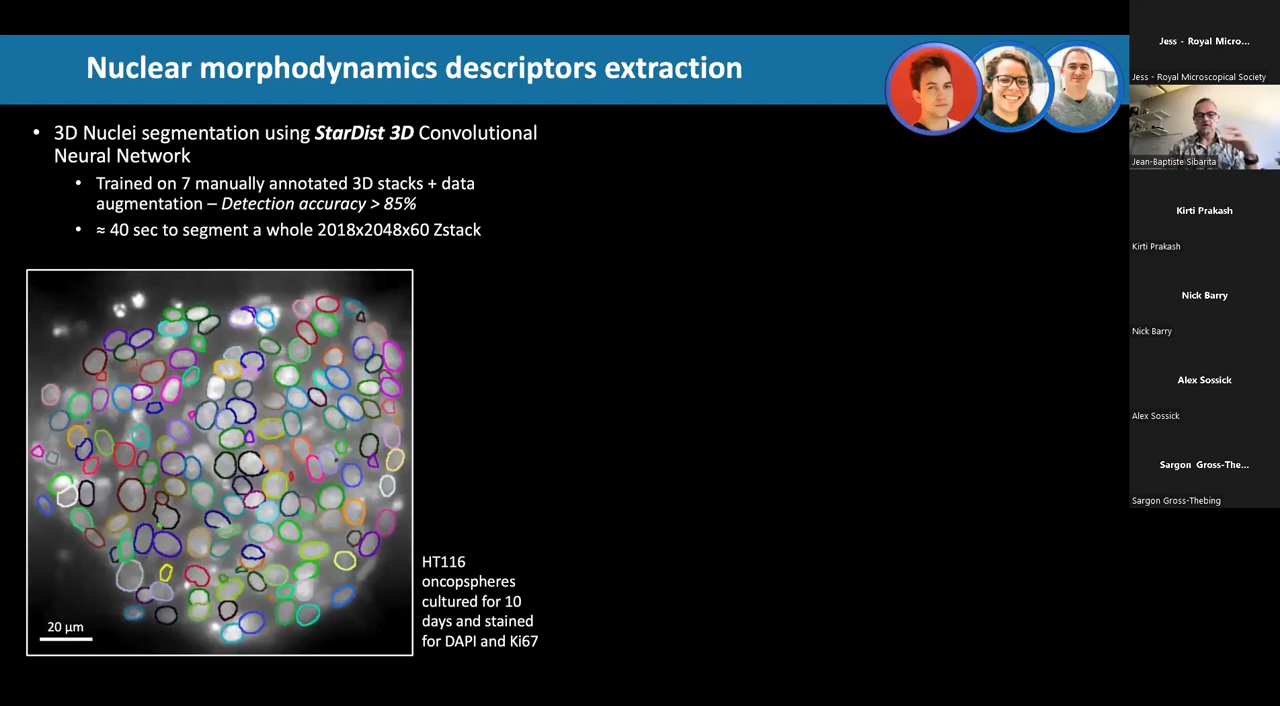 Nuclear morphodynamics descriptors extraction
• 3D Nuclei segmentation using StarDist 3D Convolutional
Neural Network
• Trained on 7 manually annotated 3D stacks + data
augmentation – Detection accuracy > 85%
• ≈ 40 sec to segment a whole 2018x2048x60 Zstack
20 μm
HT116
oncopspheres
cultured for 10
days and stained
for DAPI and Ki67
Jess - Royal Micro...
Jess - Royal Microscopical Society
Jean-Baptiste Sibarita
Kirti Prakash
Kirti Prakash
Nick Barry
Nick Barry
Alex Sossick
Alex Sossick
Sargon Gross-The...
Sargon Gross-Thebing